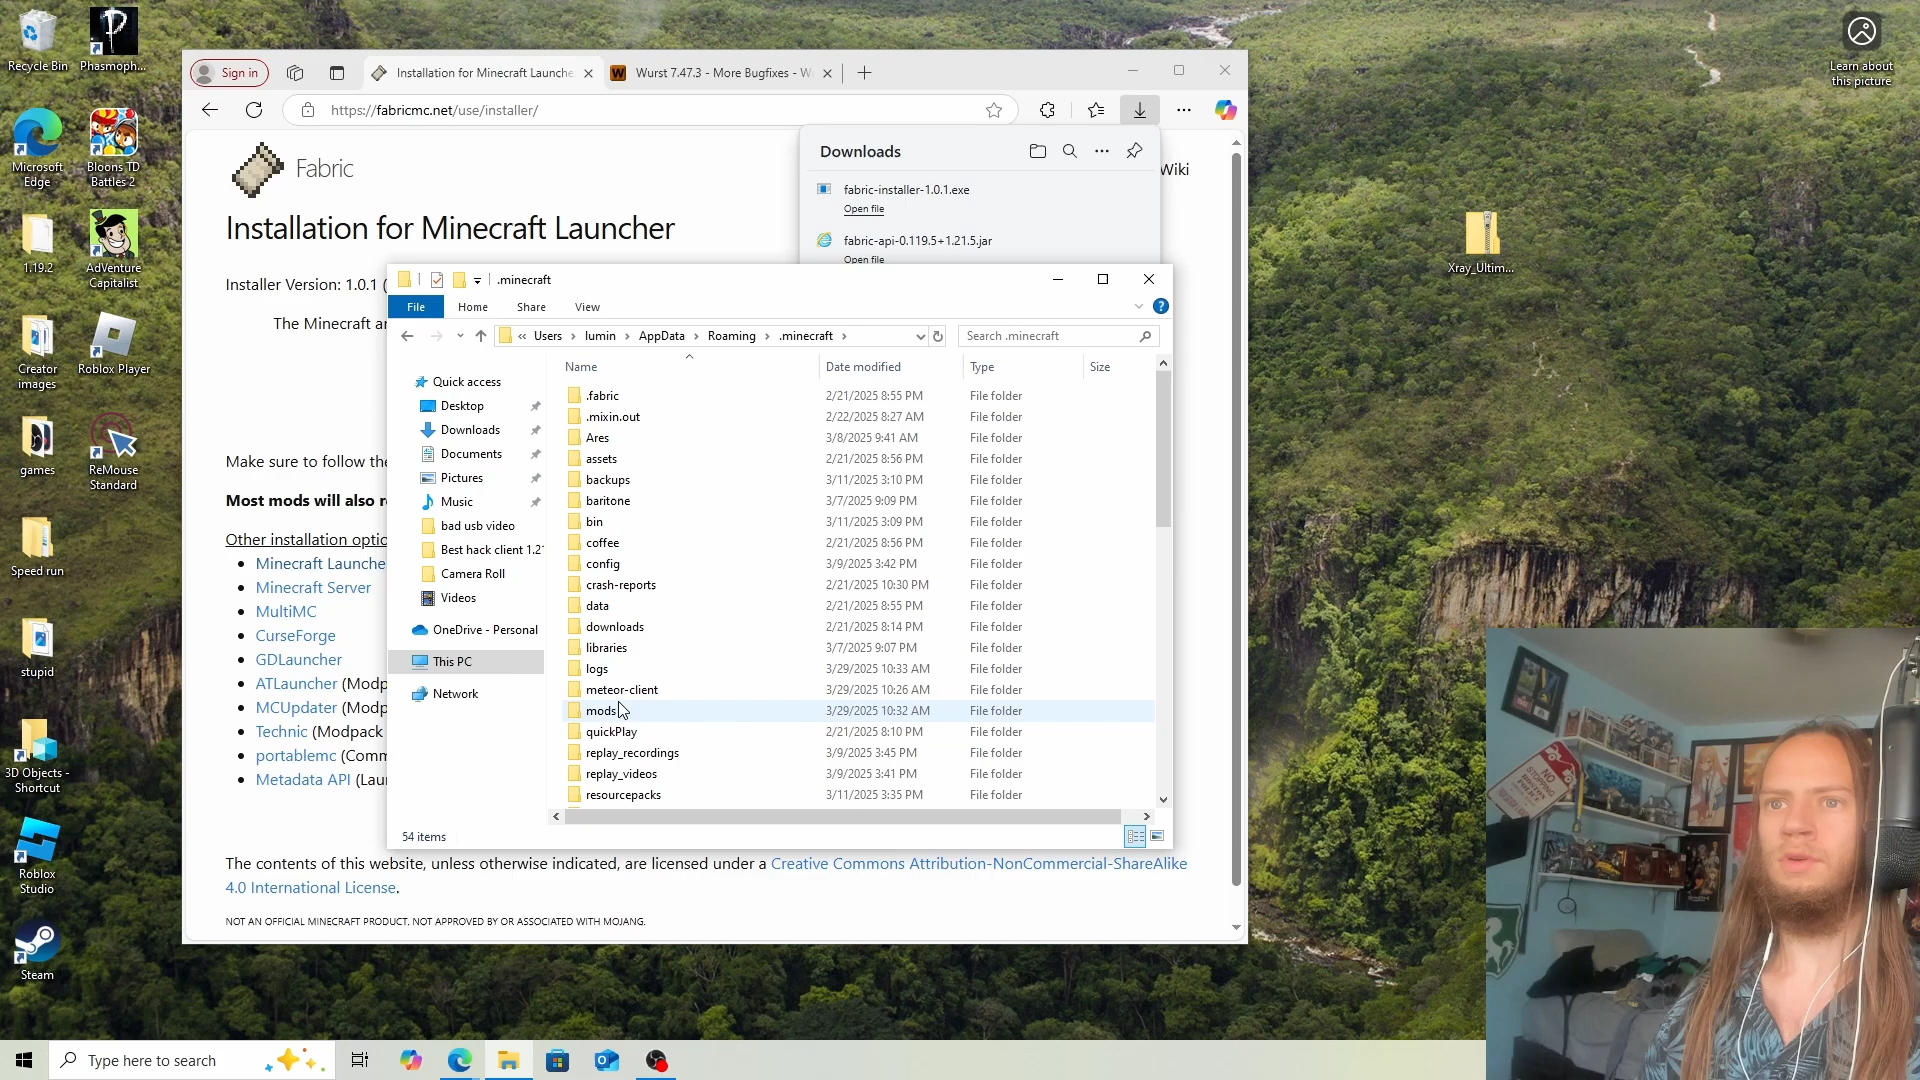 Recycle Bin
Phasmoph...
Microsoft
Edge
Bloons TD
Battles 2
1.19.2
AdVenture
Capitalist
Creator
images
Roblox Player
games
ReMouse
Standard
Speed run
stupid
3D Objects -
Shortcut
Roblox
Studio
Steam
Learn about
this picture
Xray_Ultim...
Sign in
Installation for Minecraft Launche
Wurst 7.47.3 - More Bugfixes - W
https://fabricmc.net/use/installer/
Fabric
Wiki
Installation for Minecraft Launcher
Installer Version: 1.0.1 (
The Minecraft a
Make sure to follow the
Most mods will also r
Other installation optio
Minecraft Launche
Minecraft Server
MultiMC
CurseForge
GDLauncher
ATLauncher (Modp
MCUpdater (Modp
Technic (Modpack
portablemc (Comm
Metadata API (Lau
The contents of this website, unless otherwise indicated, are licensed under a Creative Commons Attribution-NonCommercial-ShareAlike
4.0 International License.
NOT AN OFFICIAL MINECRAFT PRODUCT. NOT APPROVED BY OR ASSOCIATED WITH MOJANG.
Downloads
fabric-installer-1.0.1.exe
Open file
fabric-api-0.119.5+1.21.5.jar
Open file
.minecraft
File Home Share View
« Users › lumin › AppData › Roaming › .minecraft ›
Search .minecraft
Quick access
Desktop
Downloads
Documents
Pictures
Music
bad usb video
Best hack client 1.2
Camera Roll
Videos
OneDrive - Personal
This PC
Network
Name Date modified Type Size
.fabric 2/21/2025 8:55 PM File folder
.mixin.out 2/22/2025 8:27 AM File folder
Ares 3/8/2025 9:41 AM File folder
assets 2/21/2025 8:56 PM File folder
backups 3/11/2025 3:10 PM File folder
baritone 3/7/2025 9:09 PM File folder
bin 3/11/2025 3:09 PM File folder
coffee 2/21/2025 8:56 PM File folder
config 3/9/2025 3:42 PM File folder
crash-reports 2/21/2025 10:30 PM File folder
data 2/21/2025 8:55 PM File folder
downloads 2/21/2025 8:14 PM File folder
libraries 3/7/2025 9:07 PM File folder
logs 3/29/2025 10:33 AM File folder
meteor-client 3/29/2025 10:26 AM File folder
mods 3/29/2025 10:32 AM File folder
quickPlay 2/21/2025 8:10 PM File folder
replay_recordings 3/9/2025 3:45 PM File folder
replay_videos 3/9/2025 3:41 PM File folder
resourcepacks 3/11/2025 3:35 PM File folder
54 items
Type here to search